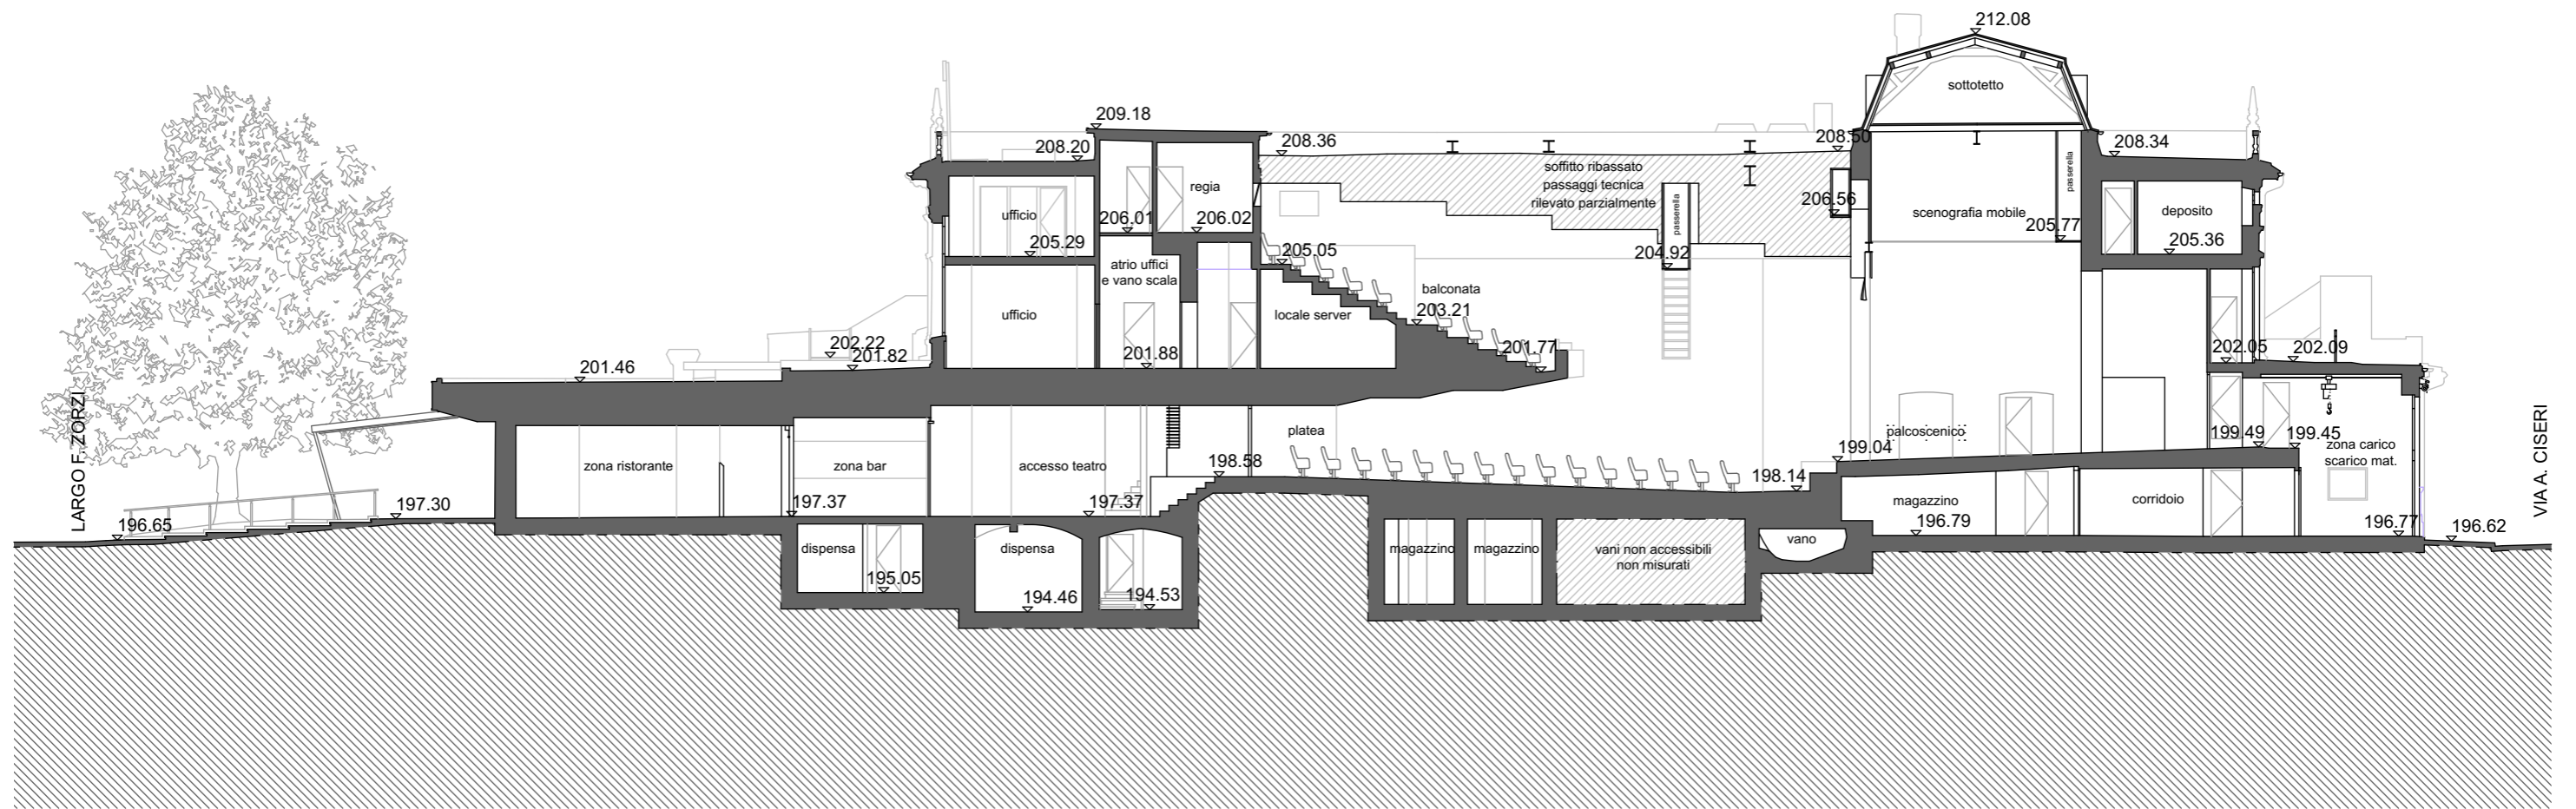 212.08
sottotetto
209.18
208.20
208.36
208.50
208.34
soffitto ribassato
passaggi tecnica
rilevato parzialmente
passerella
passerella
regia
ufficio
206.01
206.02
206.56
scenografia mobile
205.77
deposito
205.36
205.29
205.05
204.92
atrio uffici
e vano scala
balconata
203.21
ufficio
locale server
202.22
201.82
201.88
201.77
202.05
202.09
201.46
LARGO F. ZORZI
VIA A. CISERI
platea
palcoscenico
199.04
199.49
199.45
zona carico
scarico mat.
zona ristorante
zona bar
accesso teatro
198.58
198.14
magazzino
corridoio
197.30
197.37
197.37
196.65
196.79
196.77
196.62
dispensa
dispensa
magazzino
magazzino
vani non accessibili
non misurati
vano
195.05
194.46
194.53